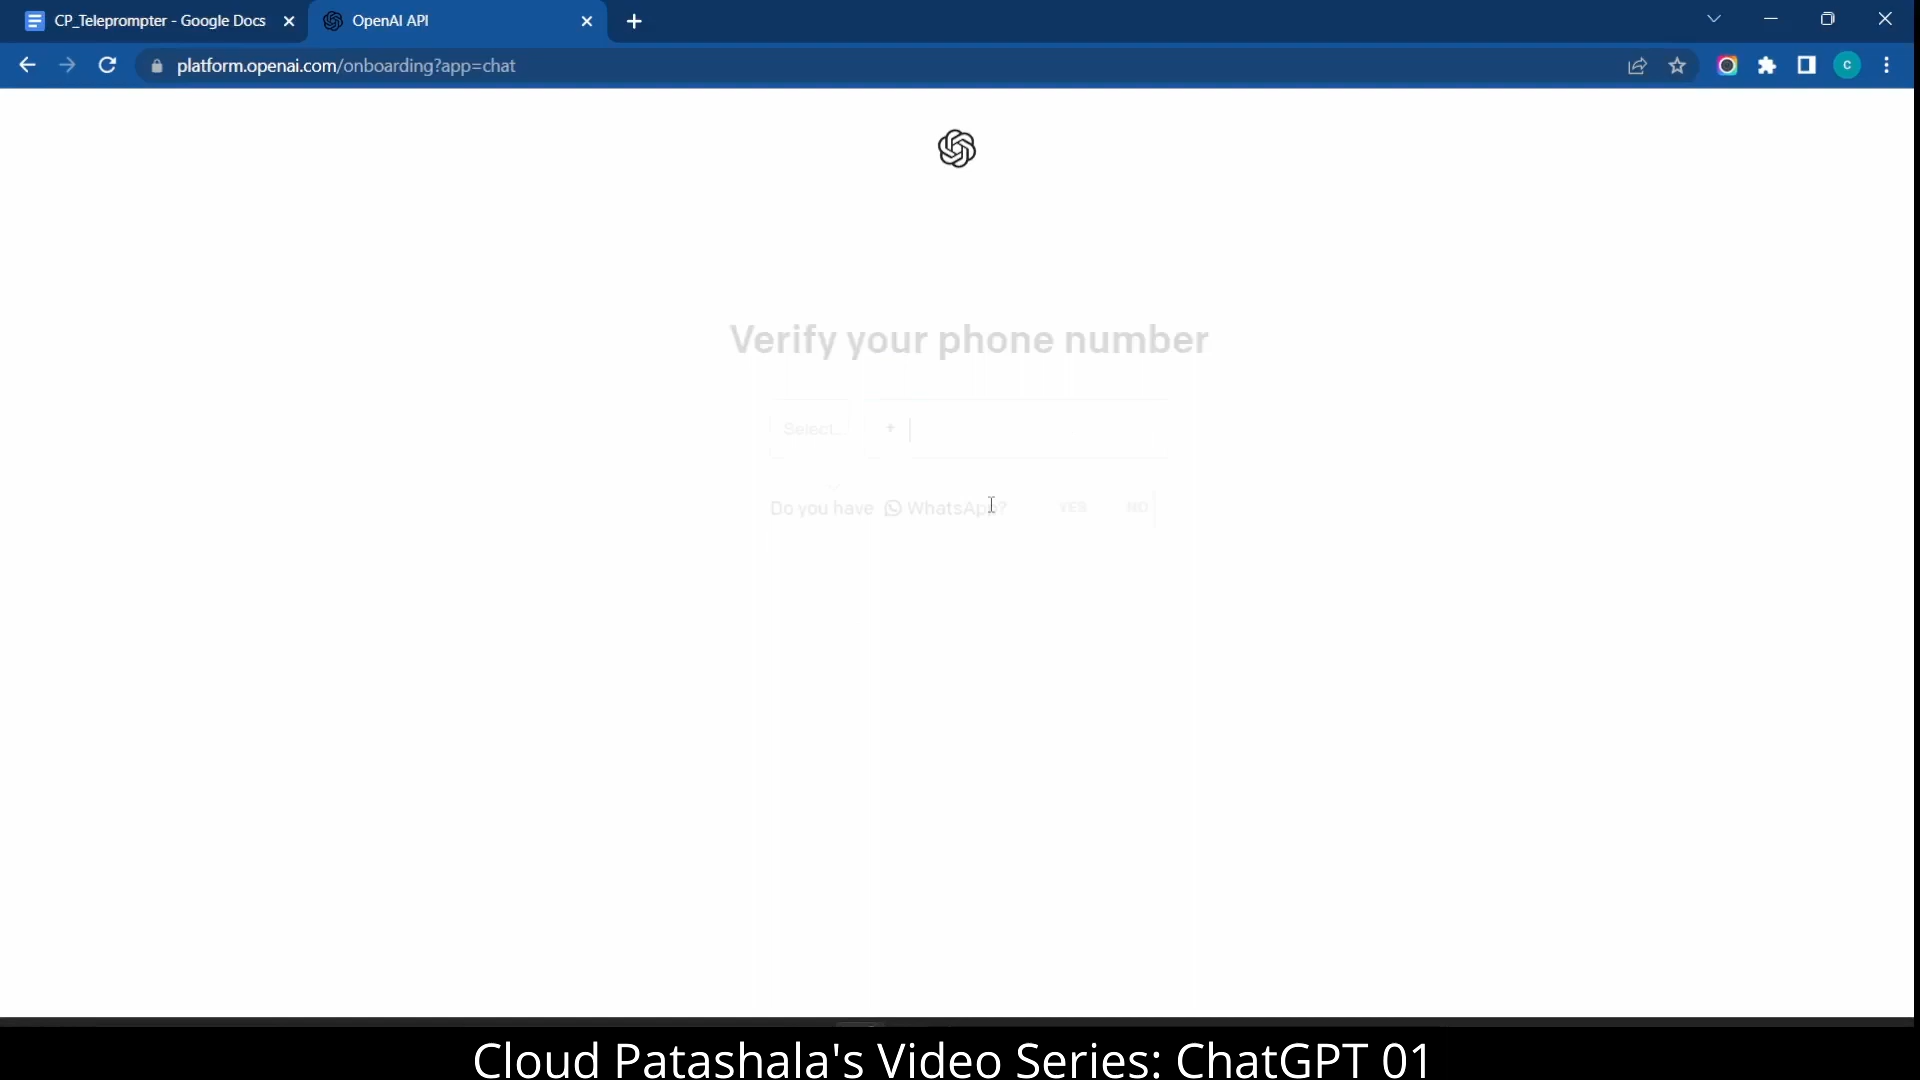 CP_Teleprompter - Google Docs
OpenAI API
platform.openai.com/onboarding?app=chat
C
Verify your phone number
Select...
+
Do you have WhatsApp? YES NO
Cloud Patashala's Video Series: ChatGPT 01